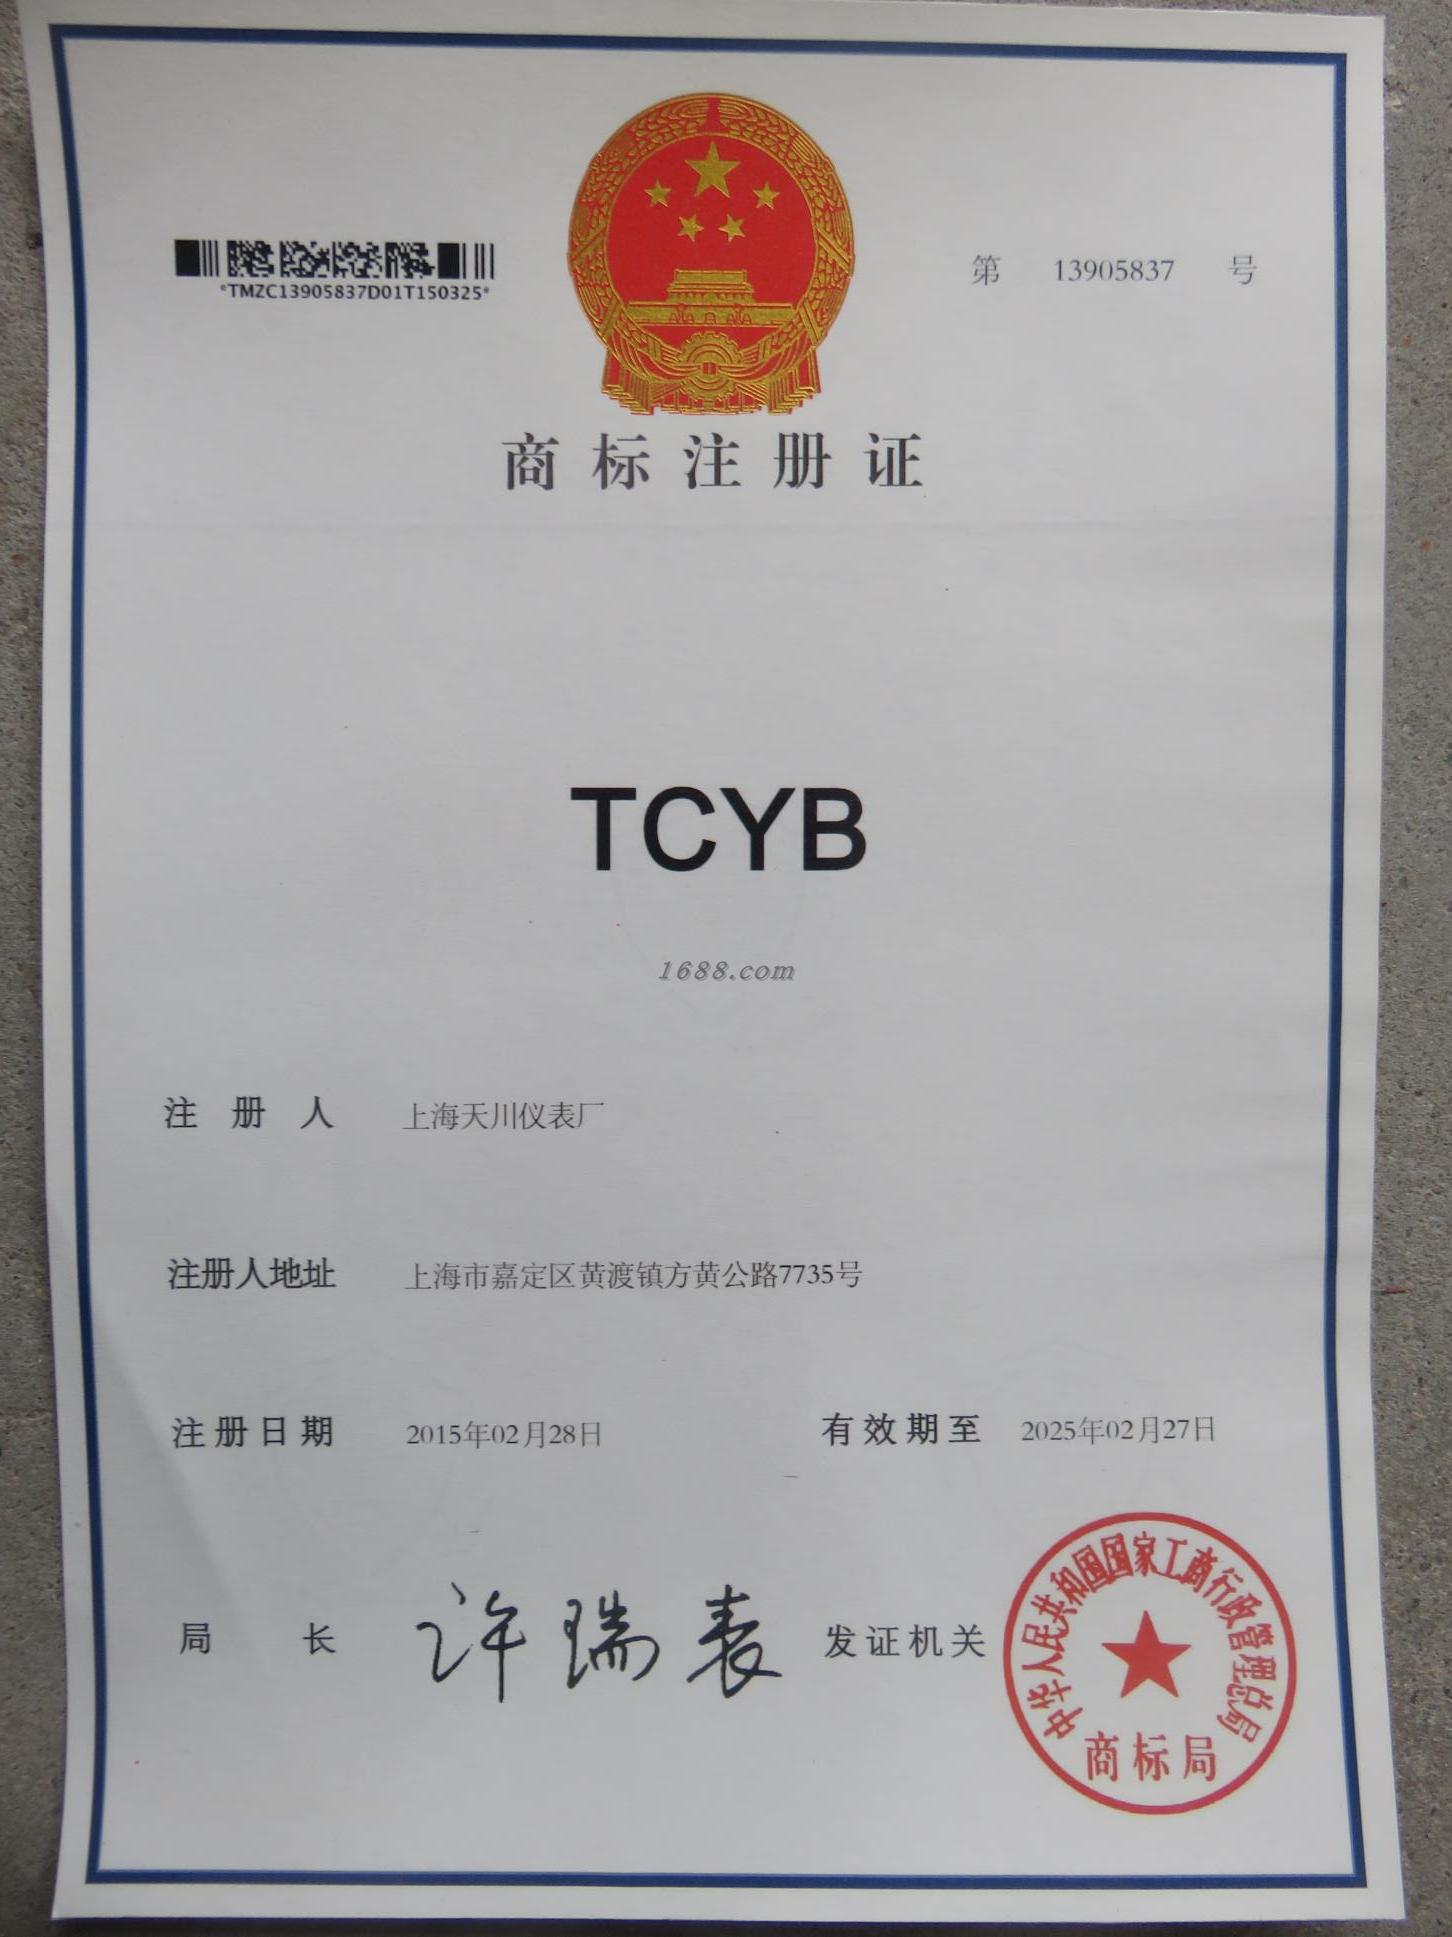 *TMZC13905837D01T150325*
第 13905837 号
商标注册证
TCYB
1688.com
注册人 上海天川仪表厂
注册人地址 上海市嘉定区黄渡镇方黄公路7735号
注册日期 2015年02月28日 有效期至 2025年02月27日
局长 许瑞表 发证机关
中华人民共和国国家工商行政管理总局
商标局